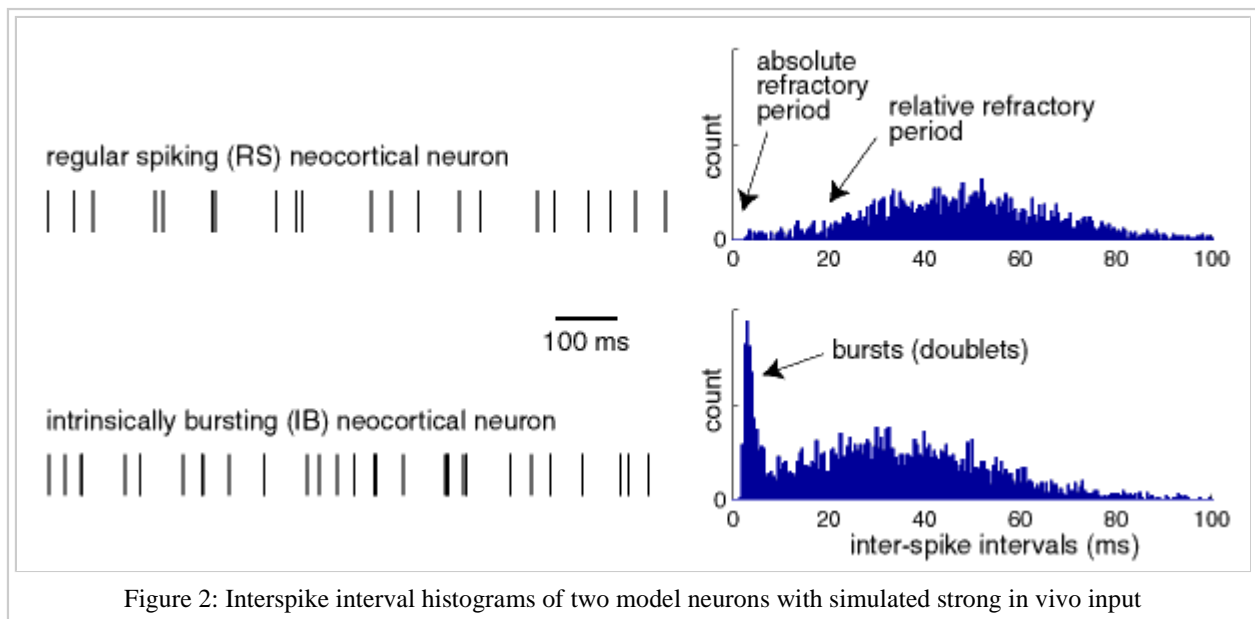 regular spiking (RS) neocortical neuron
100 ms
intrinsically bursting (IB) neocortical neuron
absolute
refractory
period
relative refractory
period
count
0
0 20 40 60 80 100
bursts (doublets)
count
0
0 20 40 60 80 100
inter-spike intervals (ms)
Figure 2: Interspike interval histograms of two model neurons with simulated strong in vivo input